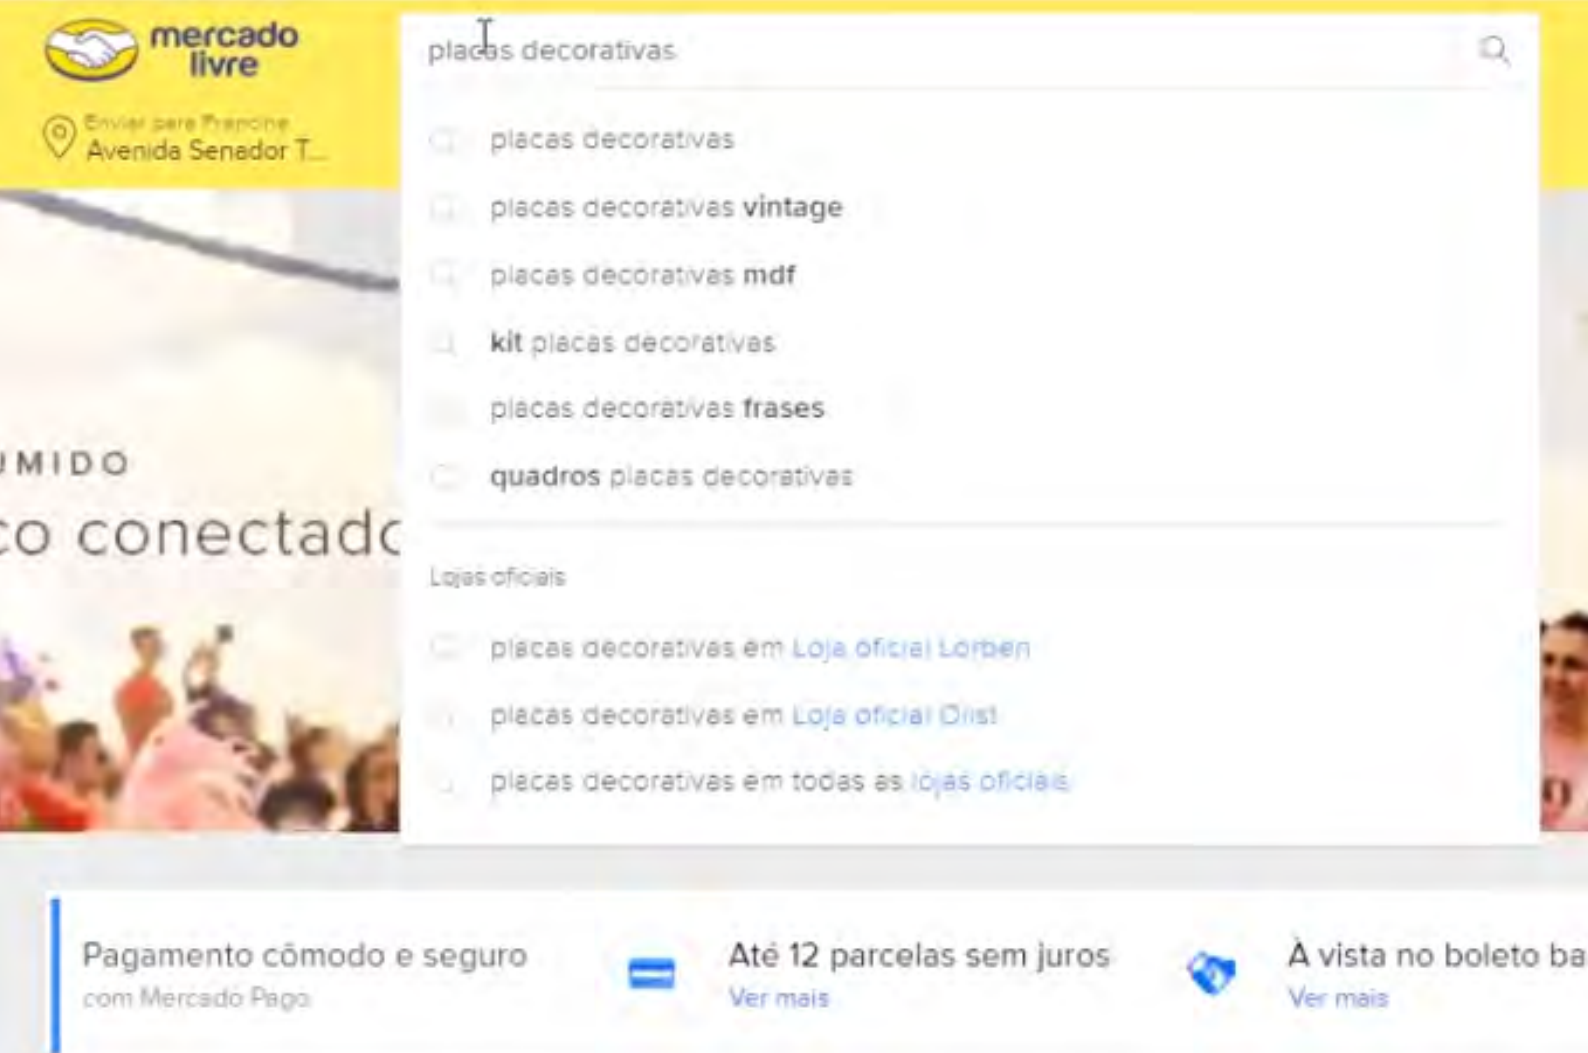 mercado
livre
placas decorativas
Enviar para Francine
Avenida Senador T...
placas decorativas
placas decorativas vintage
placas decorativas mdf
kit placas decorativas
placas decorativas frases
quadros placas decorativas
UMIDO
co conectado
Lojas oficiais
placas decorativas em Loja oficial Lorben
placas decorativas em Loja oficial Olist
placas decorativas em todas as lojas oficiais
Pagamento cômodo e seguro
com Mercado Pago
Até 12 parcelas sem juros
Ver mais
À vista no boleto ba
Ver mais